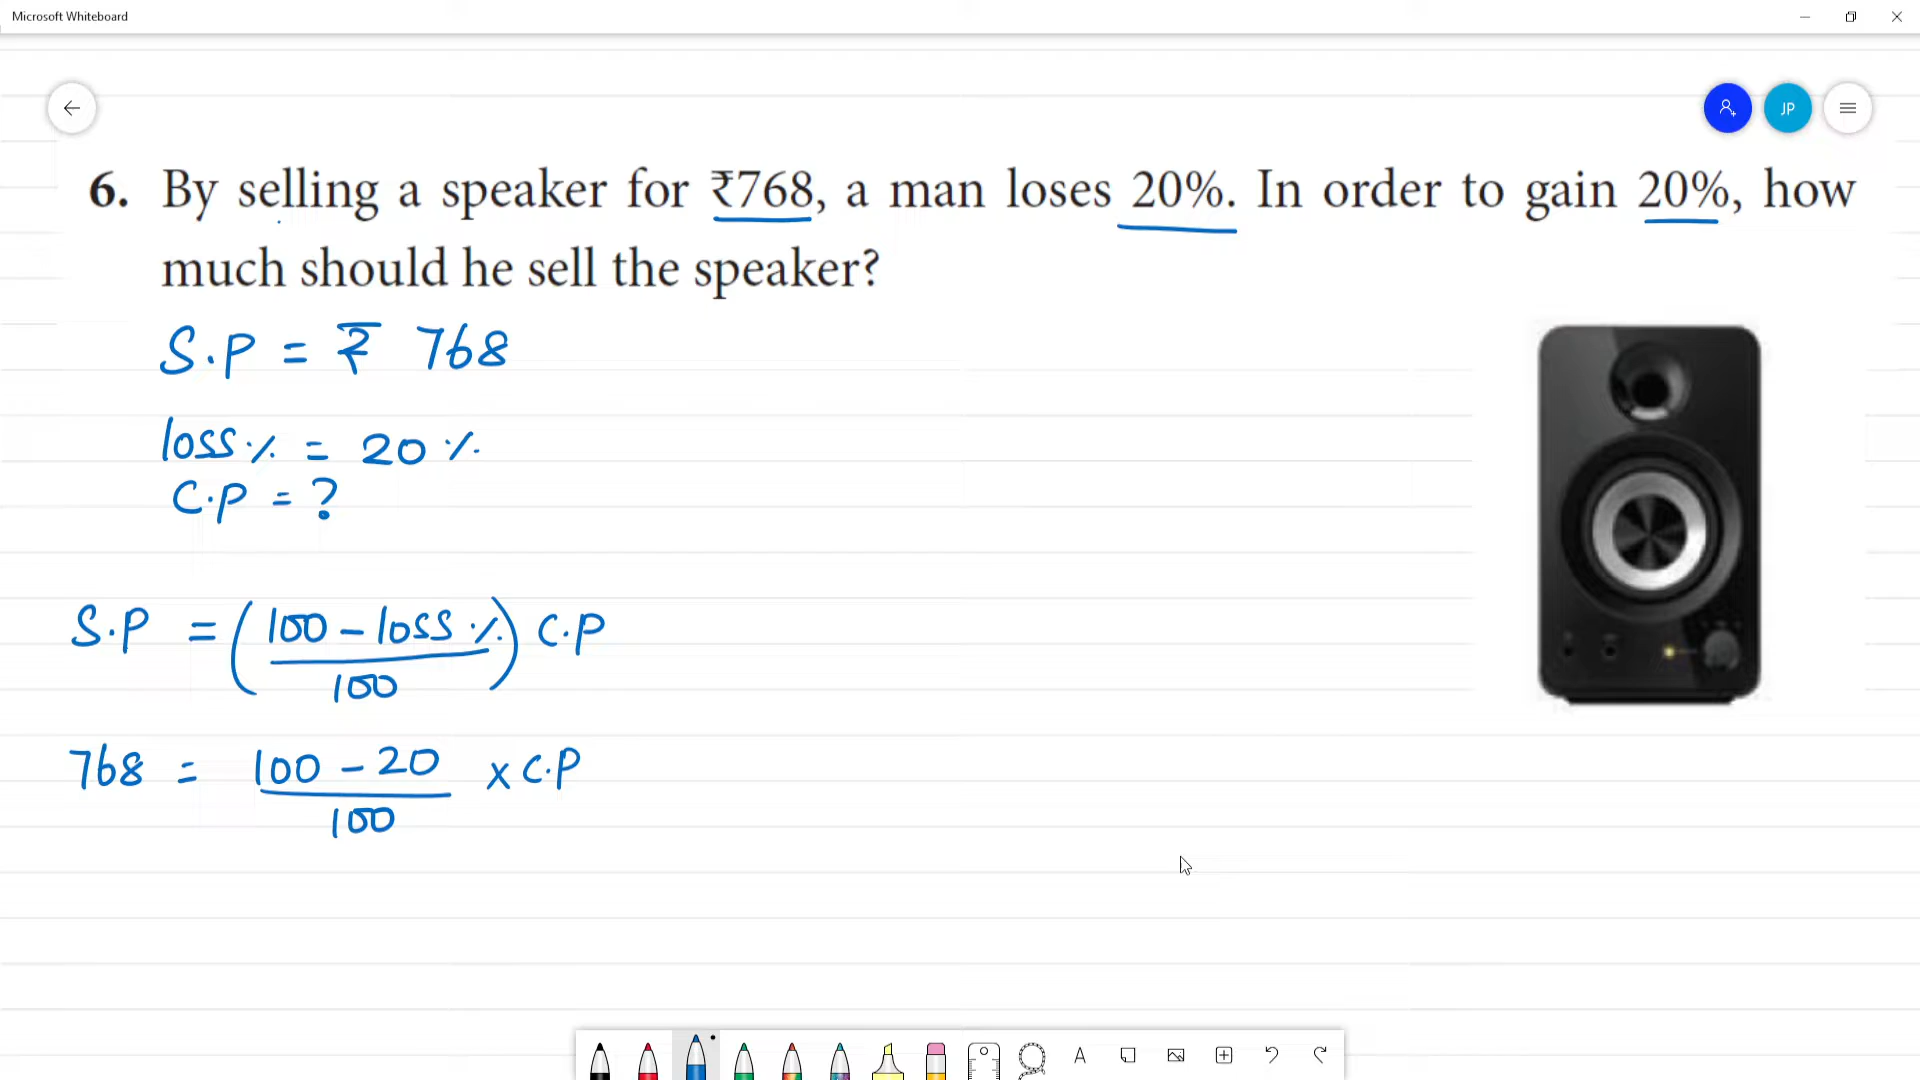 Microsoft Whiteboard
JP
6. By selling a speaker for ₹768, a man loses 20%. In order to gain 20%, how
much should he sell the speaker?
S.P = ₹ 768
loss % = 20 %
C.P = ?
S.P = ( 100 - loss % / 100 ) C.P
768 = 100 - 20 / 100 x C.P
A